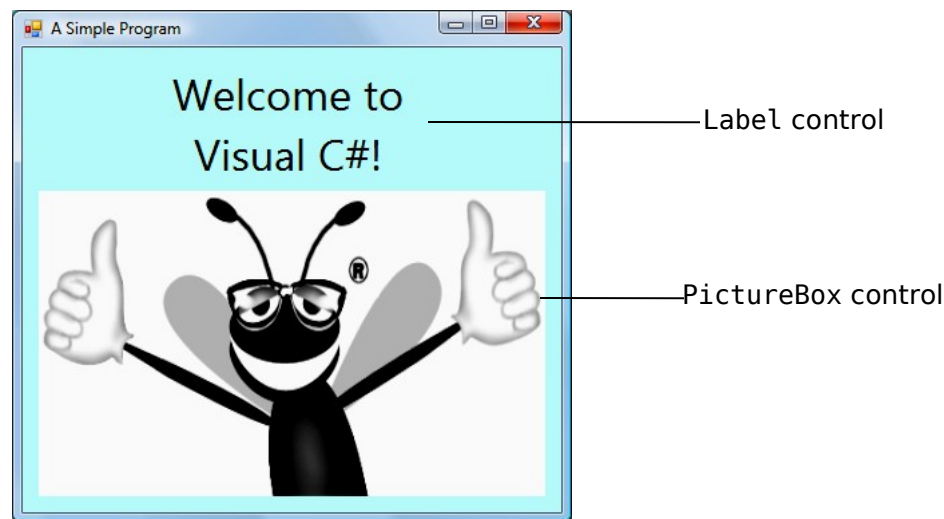 A Simple Program
Welcome to
Visual C#!
Label control
®
PictureBox control